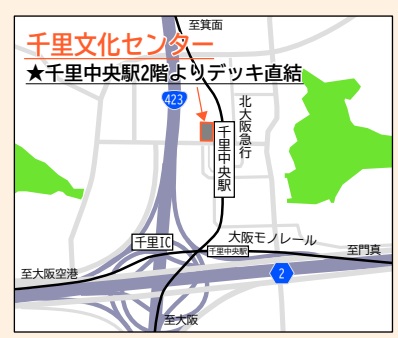 至箕面
千里文化センター
★千里中央駅2階よりデッキ直結
423
北大阪急行
千里中央駅
千里IC
大阪モノレール
千里中央駅
至門真
至大阪空港
2
至大阪